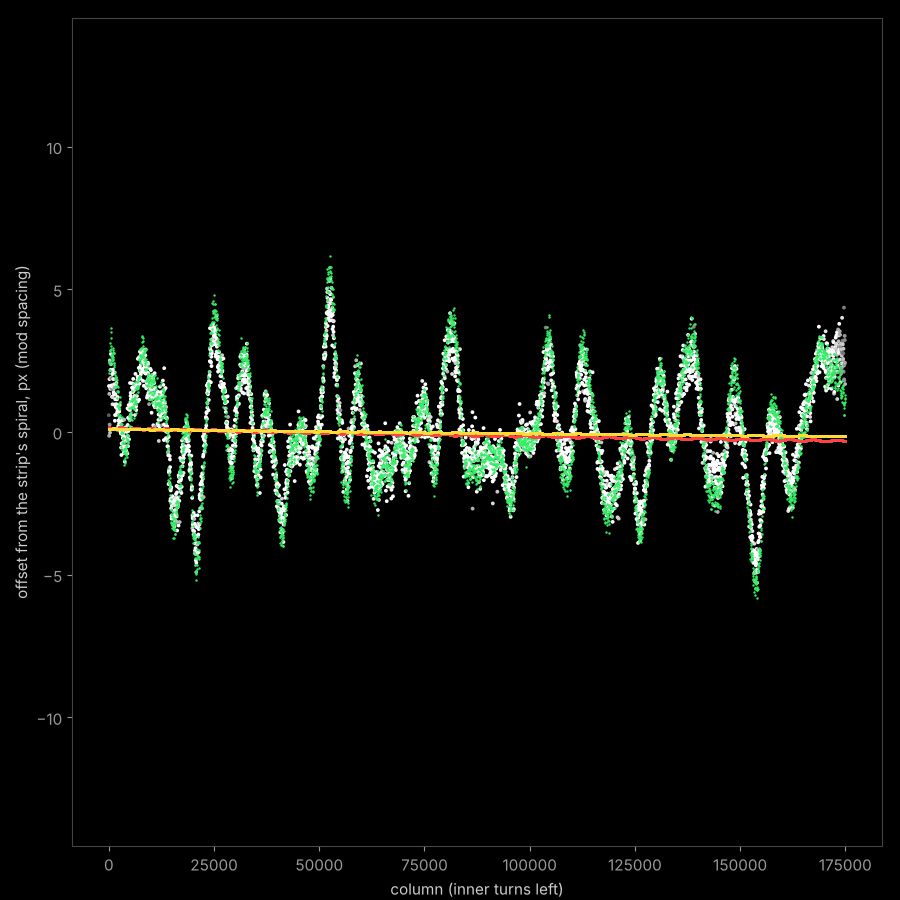 10
5
0
−5
−10
offset from the strip's spiral, px (mod spacing)
0 25000 50000 75000 100000 125000 150000 175000
column (inner turns left)